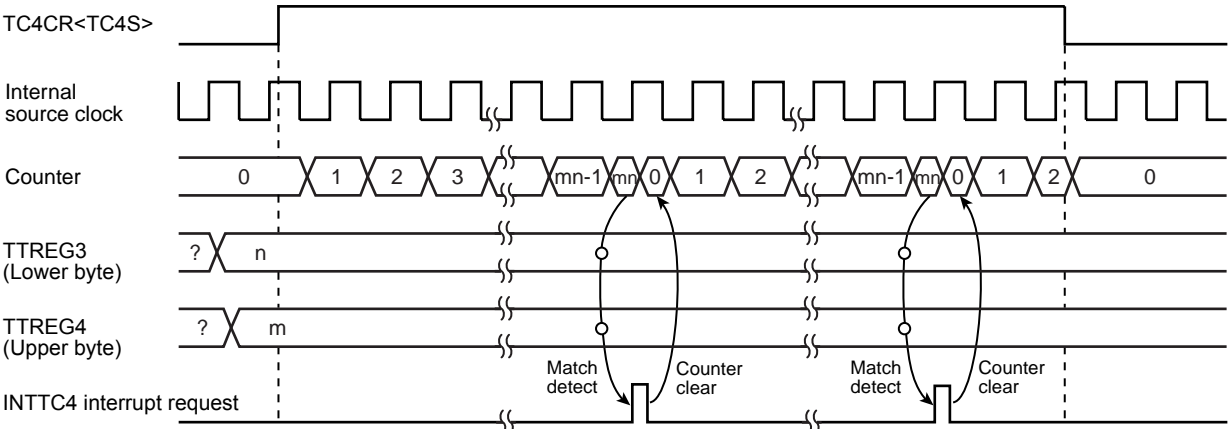 TC4CR<TC4S>
Internal
source clock
Counter
0 1 2 3 mn-1 mn 0 1 2 mn-1 mn 0 1 2 0
TTREG3
(Lower byte)
? n
TTREG4
(Upper byte)
? m
Match
detect
Counter
clear
Match
detect
Counter
clear
INTTC4 interrupt request